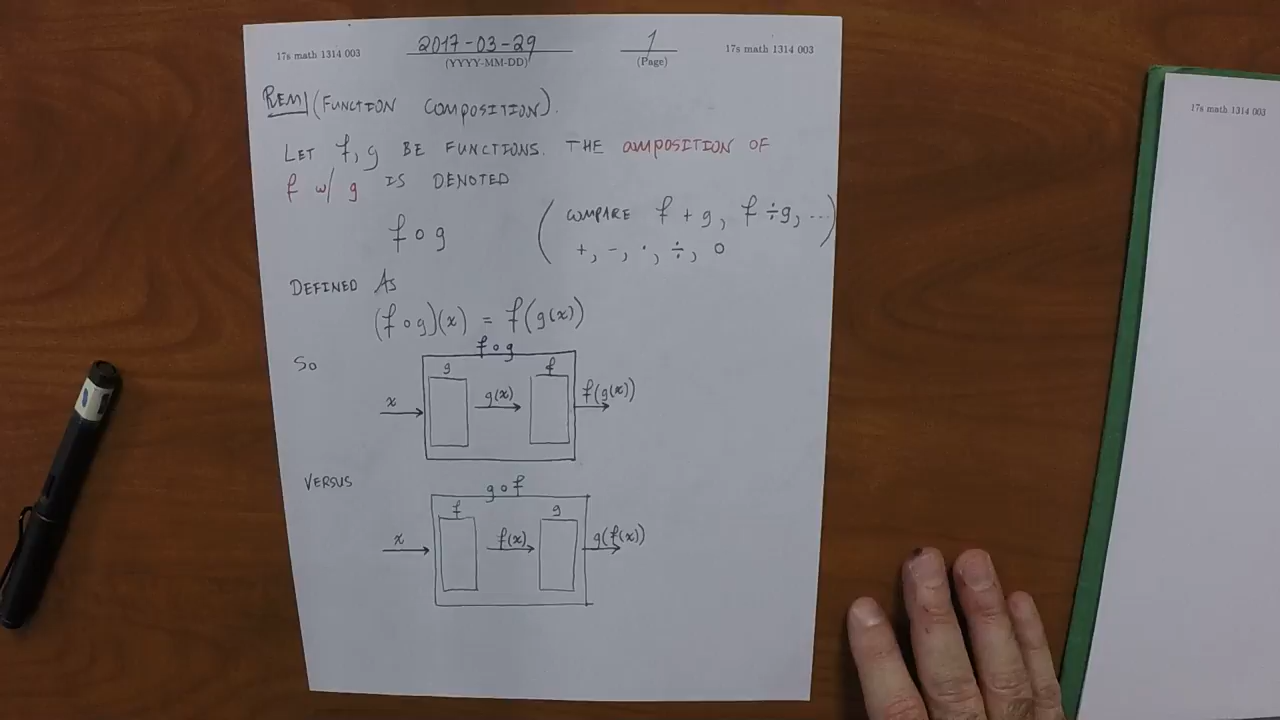 17s math 1314 003 2017-03-29 1 17s math 1314 003
(YYYY-MM-DD) (Page)
REM (FUNCTION COMPOSITION).
LET f, g BE FUNCTIONS. THE COMPOSITION OF
f w/ g IS DENOTED
f ∘ g (COMPARE f + g, f ÷ g, ...)
+, -, ·, ÷, ∘
DEFINED AS
(f ∘ g)(x) = f(g(x))
SO
f ∘ g
g f
x g(x) f(g(x))
VERSUS
g ∘ f
f g
x f(x) g(f(x))
17s math 1314 003